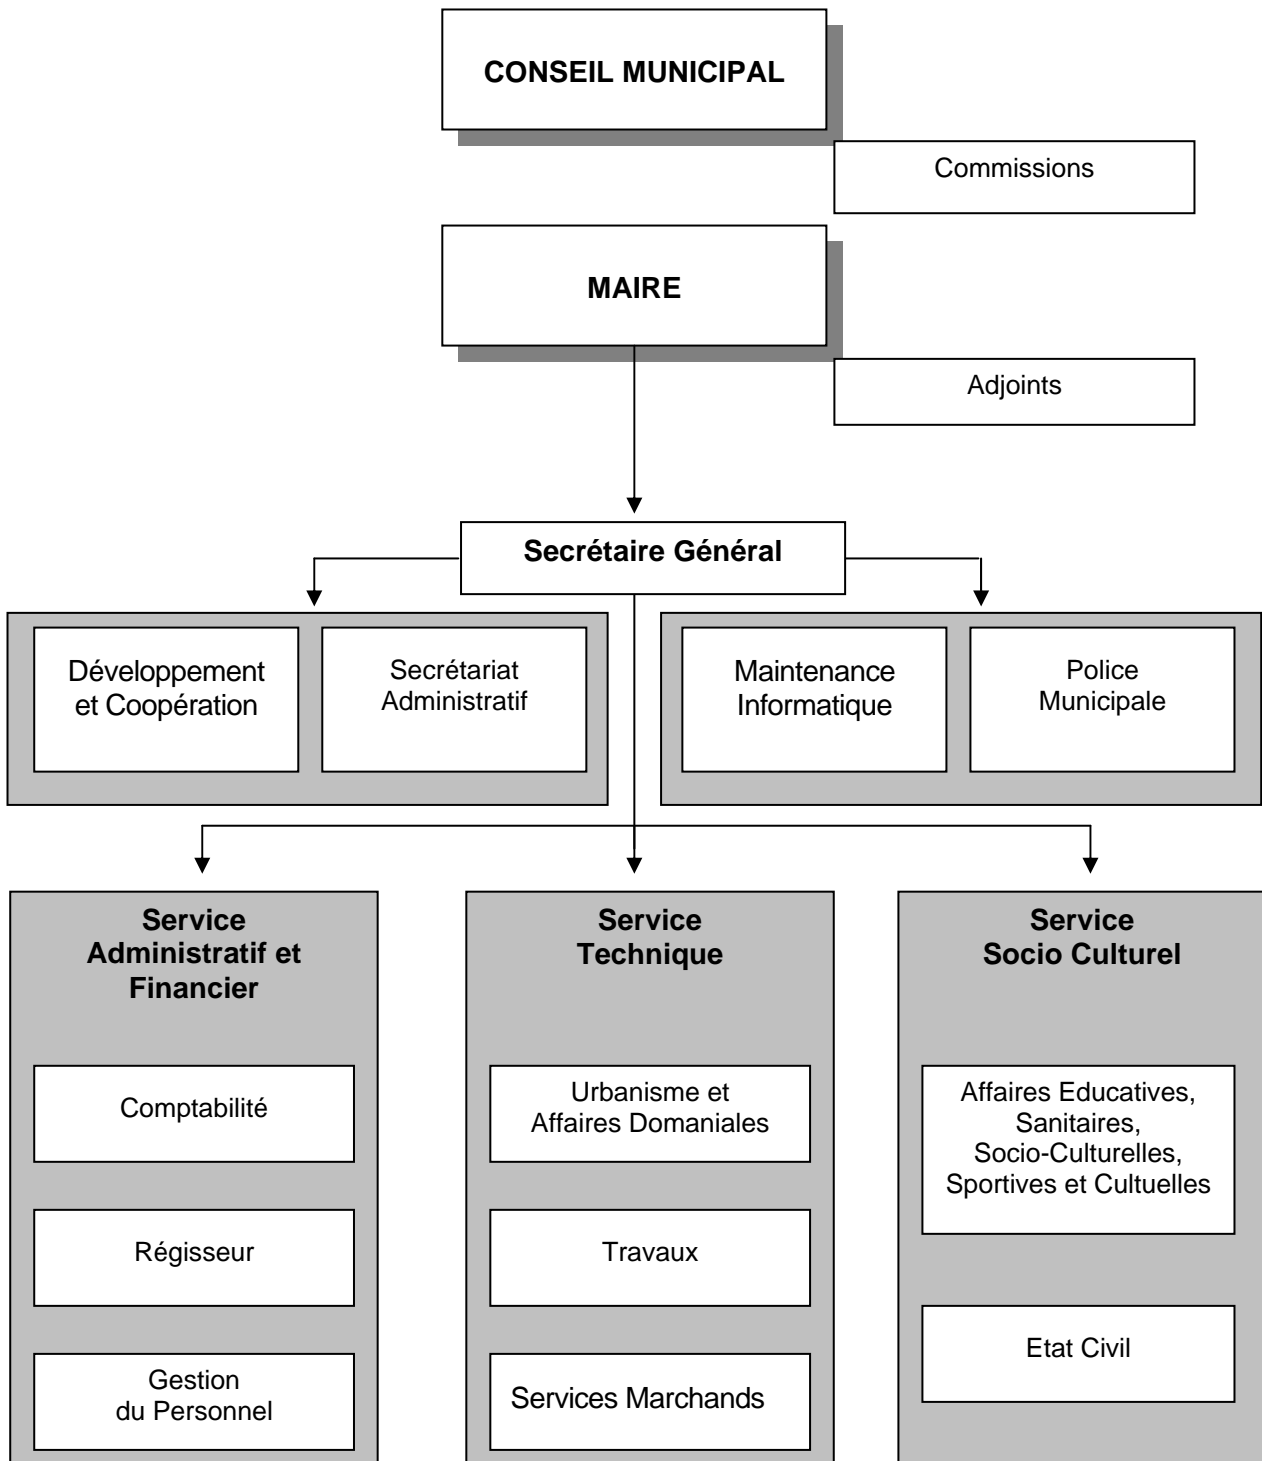 CONSEIL MUNICIPAL
Commissions
MAIRE
Adjoints
Secrétaire Général
Développement
et Coopération
Secrétariat
Administratif
Maintenance
Informatique
Police
Municipale
Service
Administratif et
Financier
Comptabilité
Régisseur
Gestion
du Personnel
Service
Technique
Urbanisme et
Affaires Domaniales
Travaux
Services Marchands
Service
Socio Culturel
Affaires Educatives,
Sanitaires,
Socio-Culturelles,
Sportives et Cultuelles
Etat Civil